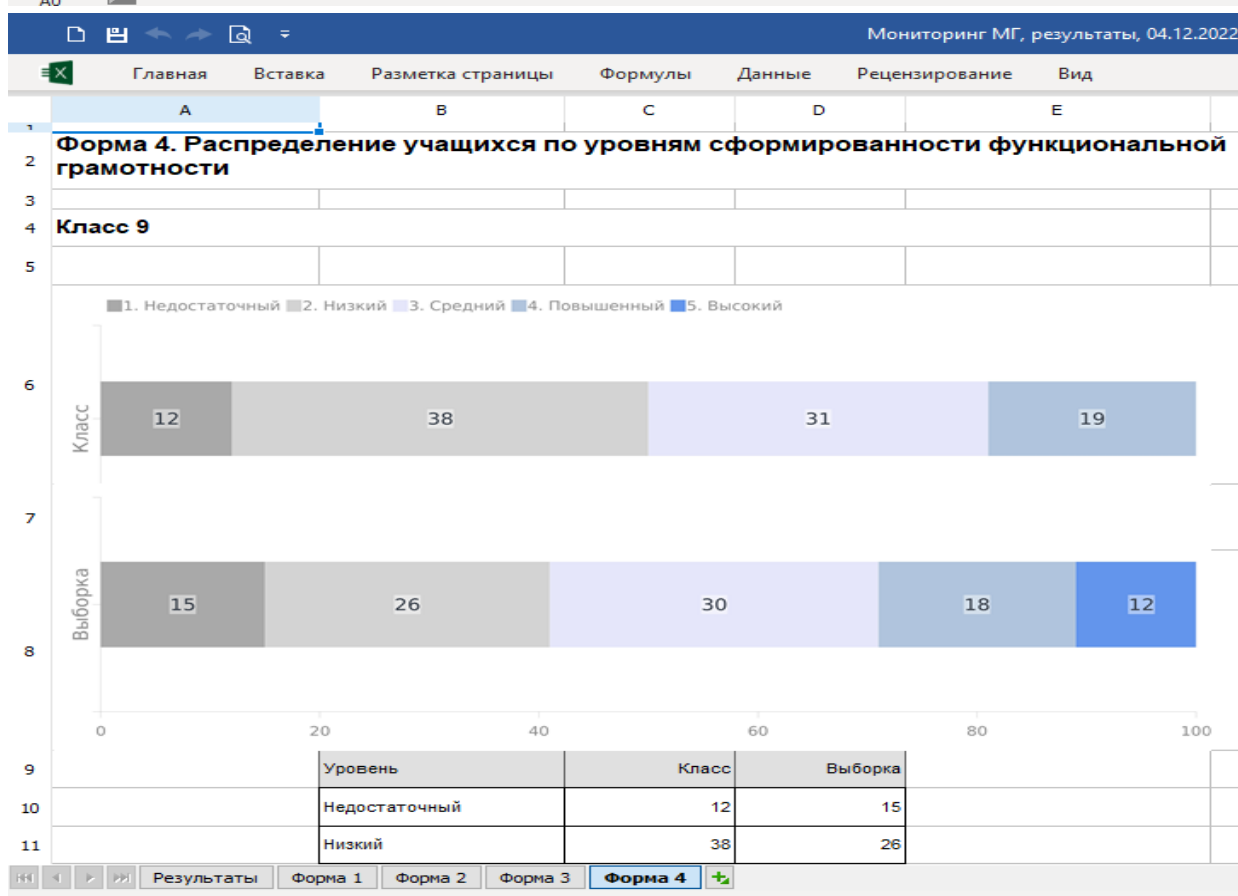 Мониторинг МГ, результаты, 04.12.2022
Главная Вставка Разметка страницы Формулы Данные Рецензирование Вид
A B C D E
1
2 Форма 4. Распределение учащихся по уровням сформированности функциональной
грамотности
3
4 Класс 9
5
1. Недостаточный 2. Низкий 3. Средний 4. Повышенный 5. Высокий
6
Класс 12 38 31 19
7
Выборка 15 26 30 18 12
8
0 20 40 60 80 100
9 Уровень Класс Выборка
10 Недостаточный 12 15
11 Низкий 38 26
Результаты Форма 1 Форма 2 Форма 3 Форма 4